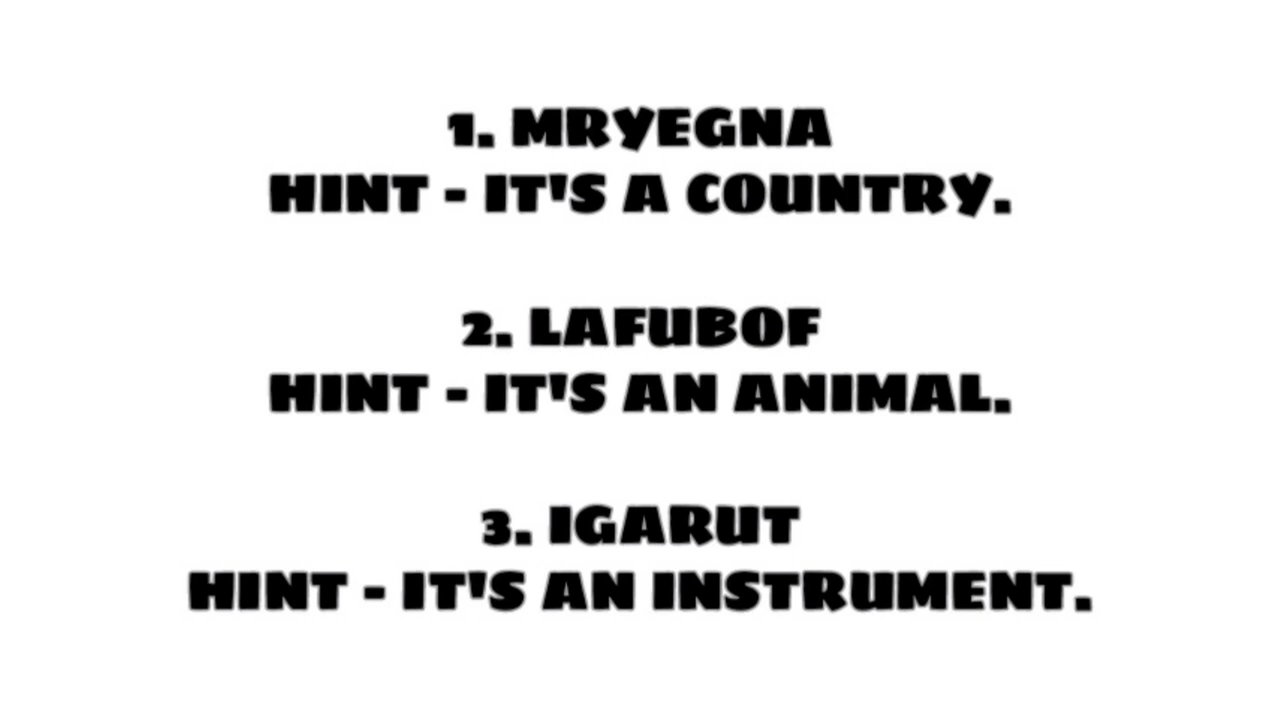 1. MRYEGNA
HINT - IT'S A COUNTRY.
2. LAFUBOF
HINT - IT'S AN ANIMAL.
3. IGARUT
HINT - IT'S AN INSTRUMENT.